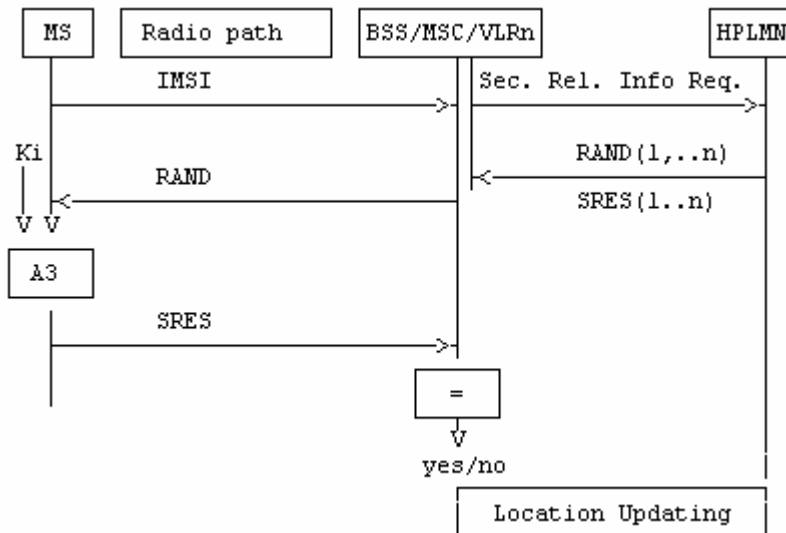 MS Radio path BSS/MSC/VLRn HPLMN
IMSI Sec. Rel. Info Req.
Ki RAND(1,..n)
RAND
SRES(1..n)
A3
SRES
=
yes/no
Location Updating